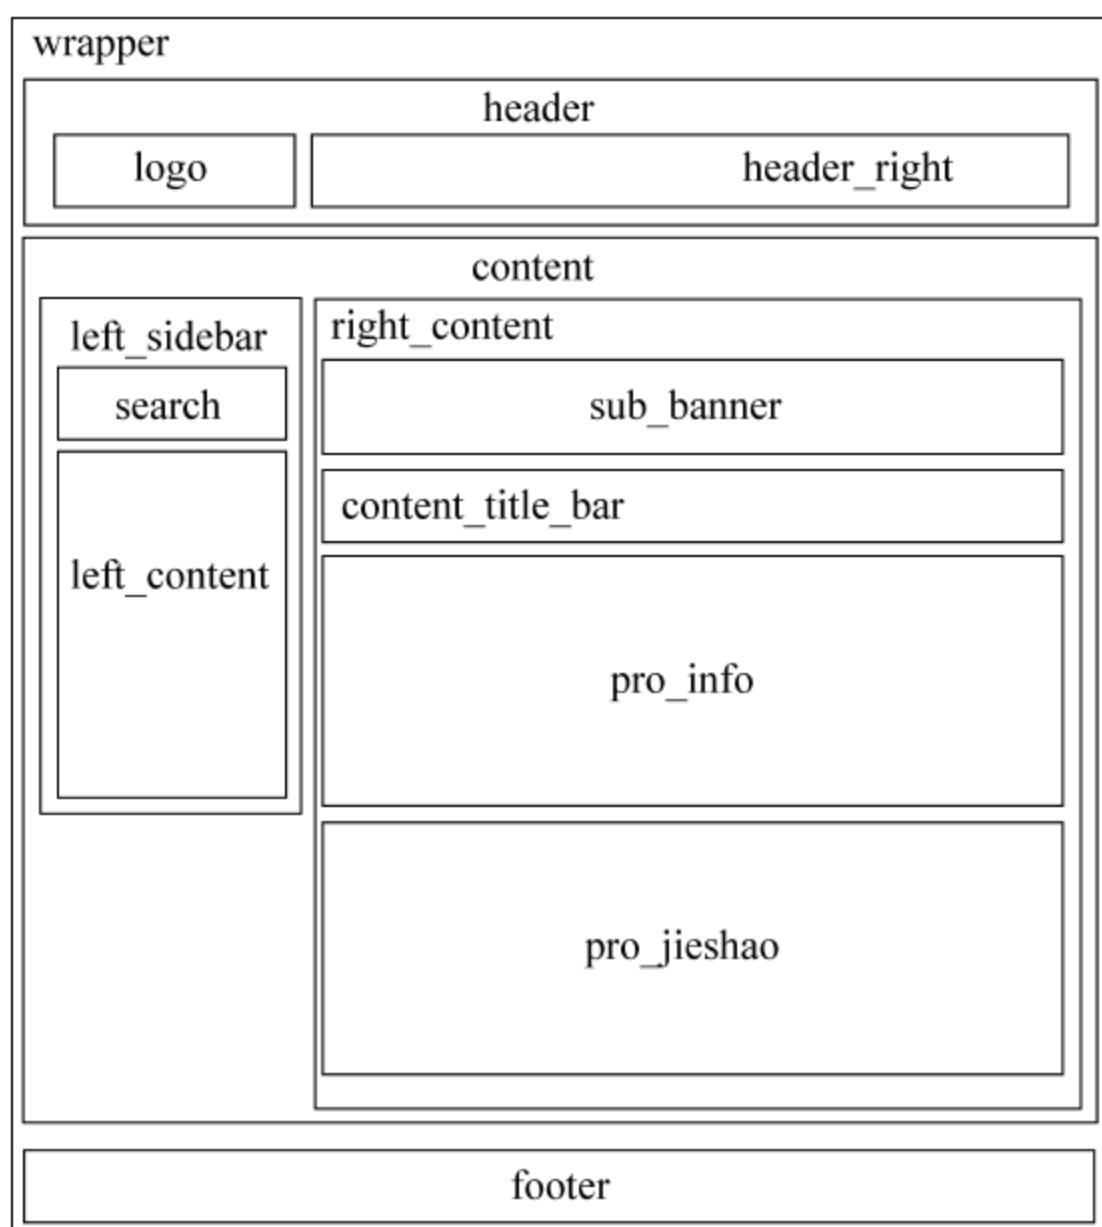 wrapper
header
logo
header_right
content
left_sidebar
search
left_content
right_content
sub_banner
content_title_bar
pro_info
pro_jieshao
footer